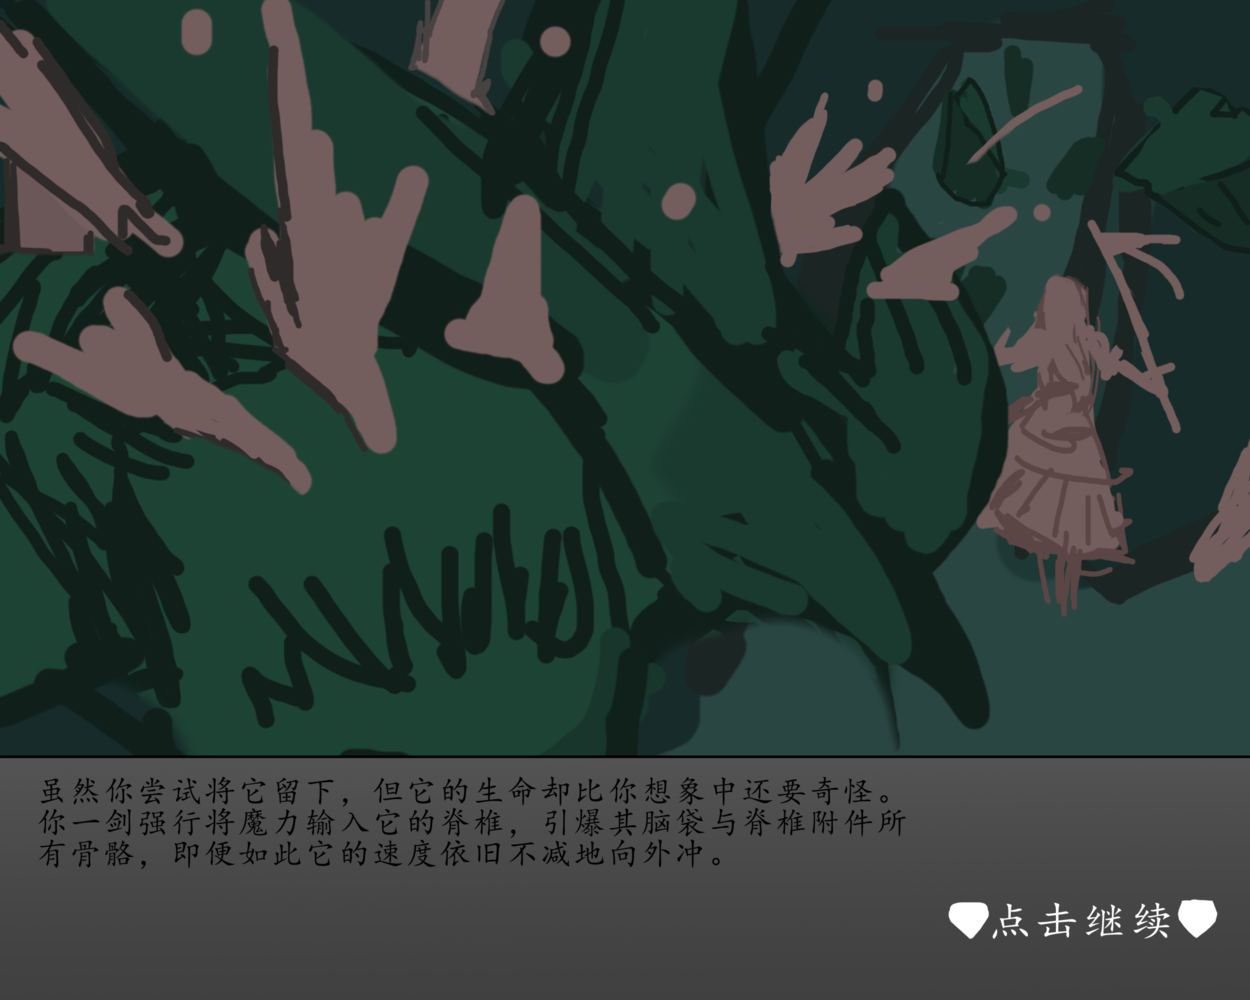 虽然你尝试将它留下，但它的生命却比你想象中还要奇怪。
你一剑强行将魔力输入它的脊椎，引爆其脑袋与脊椎附件所
有骨骼，即便如此它的速度依旧不减地向外冲。
点击继续